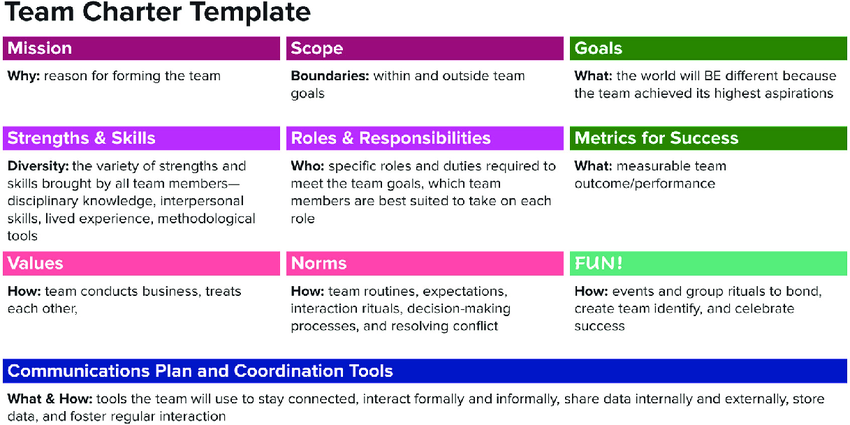 Team Charter Template
Mission
Why: reason for forming the team
Scope
Boundaries: within and outside team
goals
Goals
What: the world will BE different because
the team achieved its highest aspirations
Strengths & Skills
Diversity: the variety of strengths and
skills brought by all team members—
disciplinary knowledge, interpersonal
skills, lived experience, methodological
tools
Roles & Responsibilities
Who: specific roles and duties required to
meet the team goals, which team
members are best suited to take on each
role
Metrics for Success
What: measurable team
outcome/performance
Values
How: team conducts business, treats
each other,
Norms
How: team routines, expectations,
interaction rituals, decision-making
processes, and resolving conflict
FUN!
How: events and group rituals to bond,
create team identify, and celebrate
success
Communications Plan and Coordination Tools
What & How: tools the team will use to stay connected, interact formally and informally, share data internally and externally, store
data, and foster regular interaction